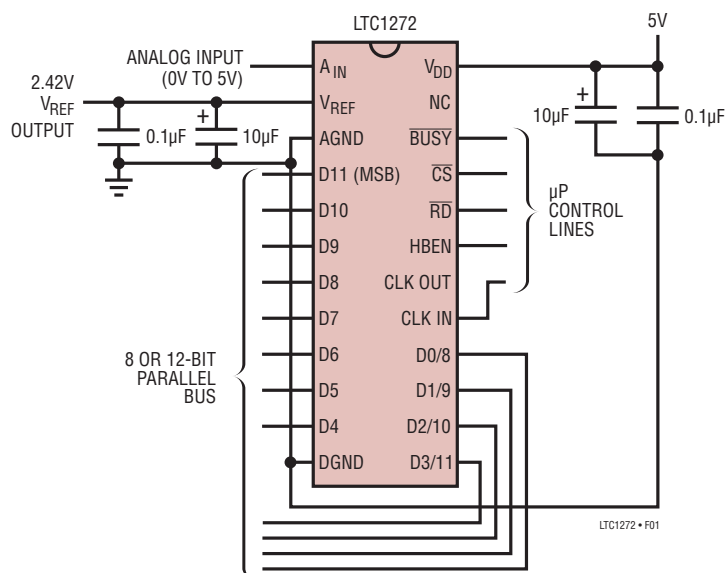 LTC1272
5V
ANALOG INPUT
(0V TO 5V)
2.42V
VREF
OUTPUT
0.1µF
+
10µF
AIN
VREF
AGND
D11 (MSB)
D10
D9
D8
D7
D6
D5
D4
DGND
VDD
NC
BUSY
CS
RD
HBEN
CLK OUT
CLK IN
D0/8
D1/9
D2/10
D3/11
+
10µF
0.1µF
µP
CONTROL
LINES
8 OR 12-BIT
PARALLEL
BUS
LTC1272 • F01